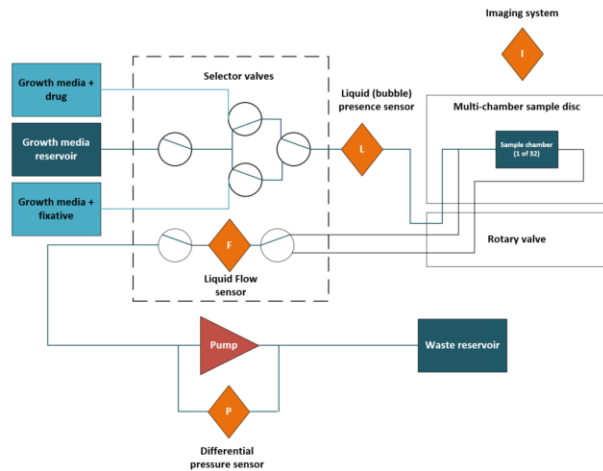 Imaging system
I
Growth media +
drug
Selector valves
Liquid (bubble)
presence sensor
Multi-chamber sample disc
Growth media
reservoir
L
Sample chamber
(1 of 32)
Growth media +
fixative
Rotary valve
F
Liquid Flow
sensor
Pump
Waste reservoir
P
Differential
pressure sensor